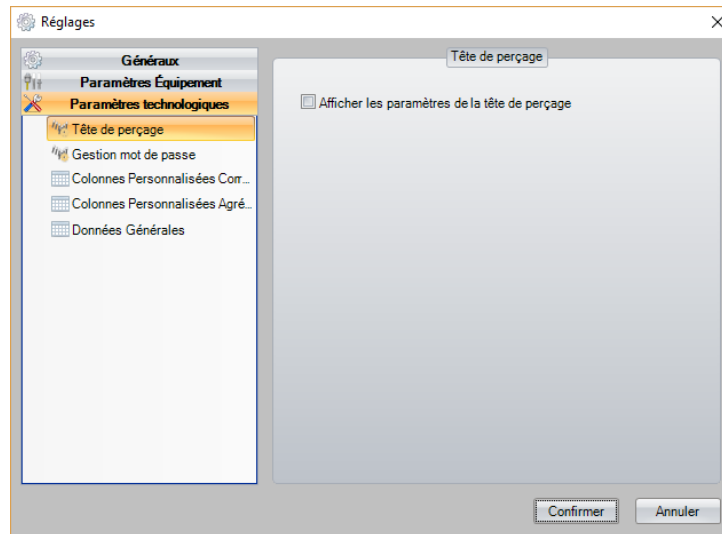 Réglages
Généraux
Paramètres Équipement
Paramètres technologiques
Tête de perçage
Gestion mot de passe
Colonnes Personnalisées Corr...
Colonnes Personnalisées Agré...
Données Générales
Tête de perçage
Afficher les paramètres de la tête de perçage
Confirmer
Annuler